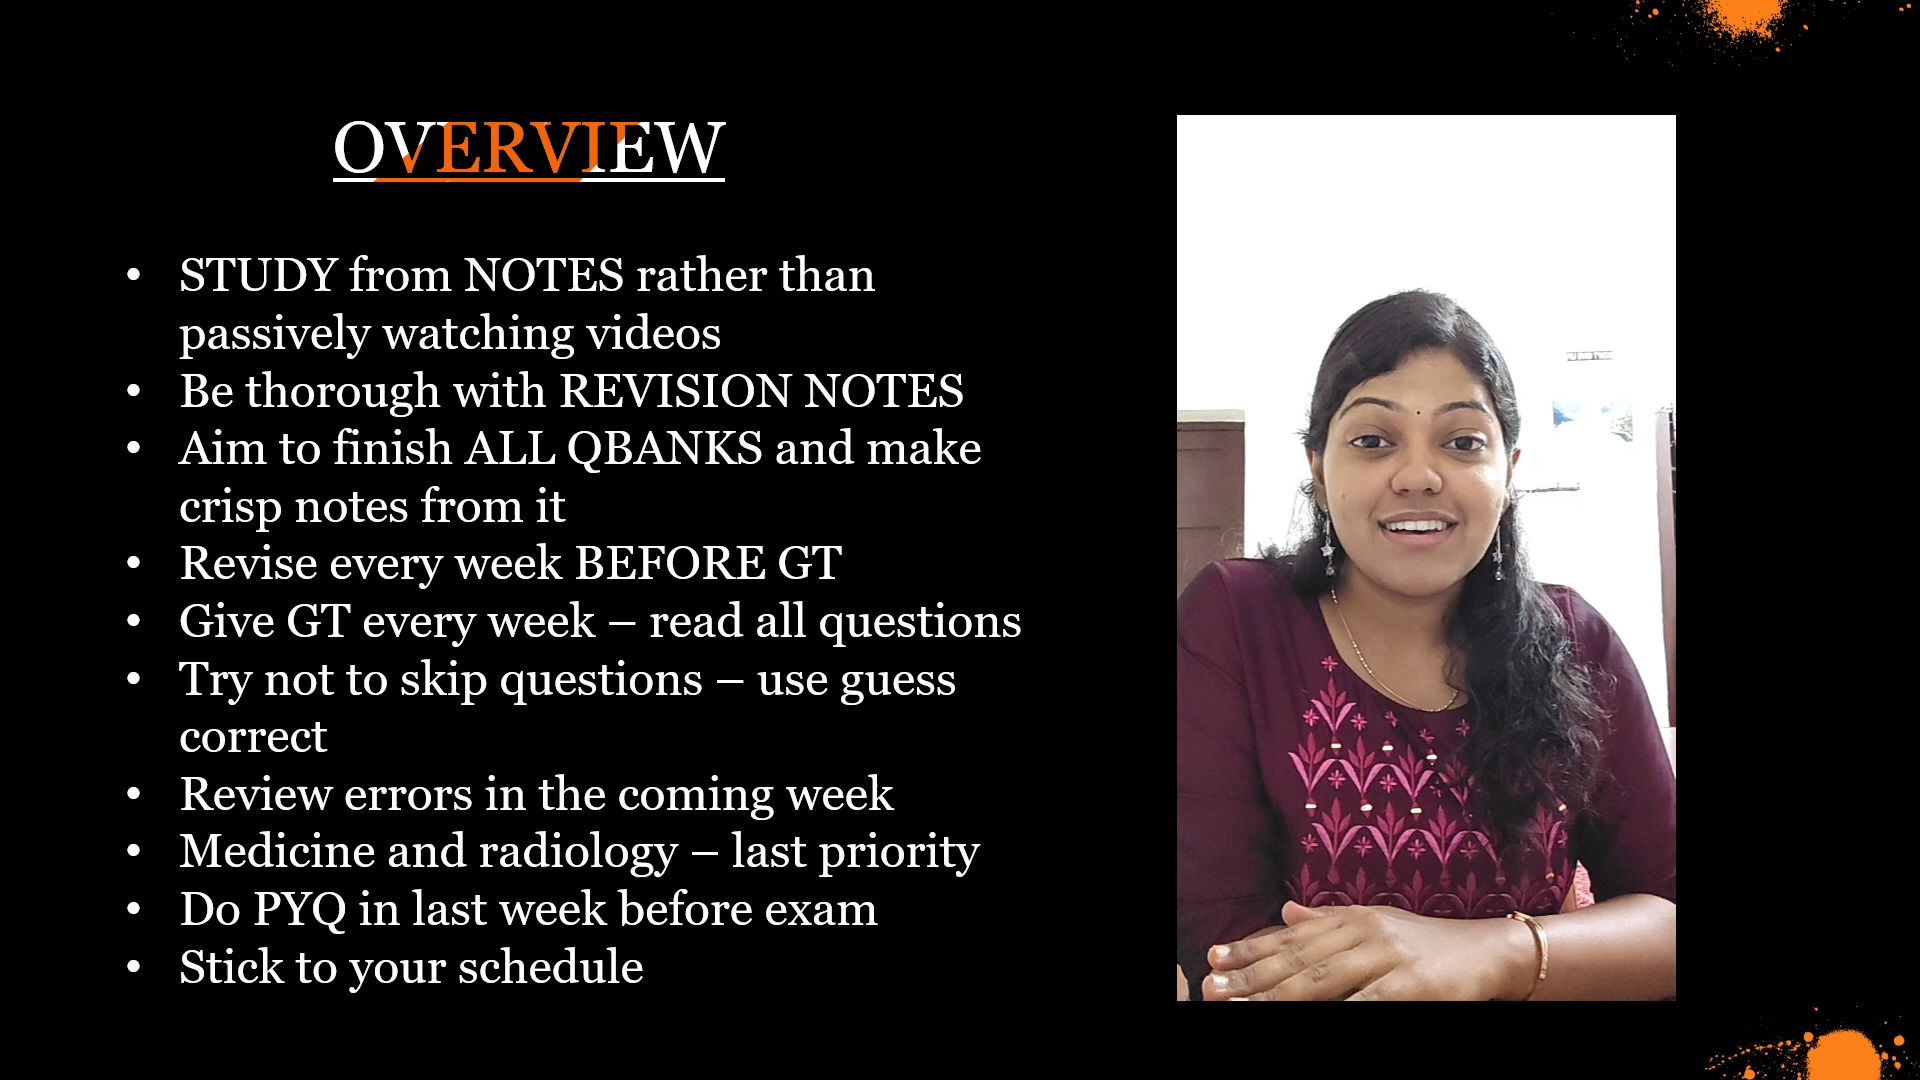 OVERVIEW
• STUDY from NOTES rather than
passively watching videos
• Be thorough with REVISION NOTES
• Aim to finish ALL QBANKS and make
crisp notes from it
• Revise every week BEFORE GT
• Give GT every week – read all questions
• Try not to skip questions – use guess
correct
• Review errors in the coming week
• Medicine and radiology – last priority
• Do PYQ in last week before exam
• Stick to your schedule